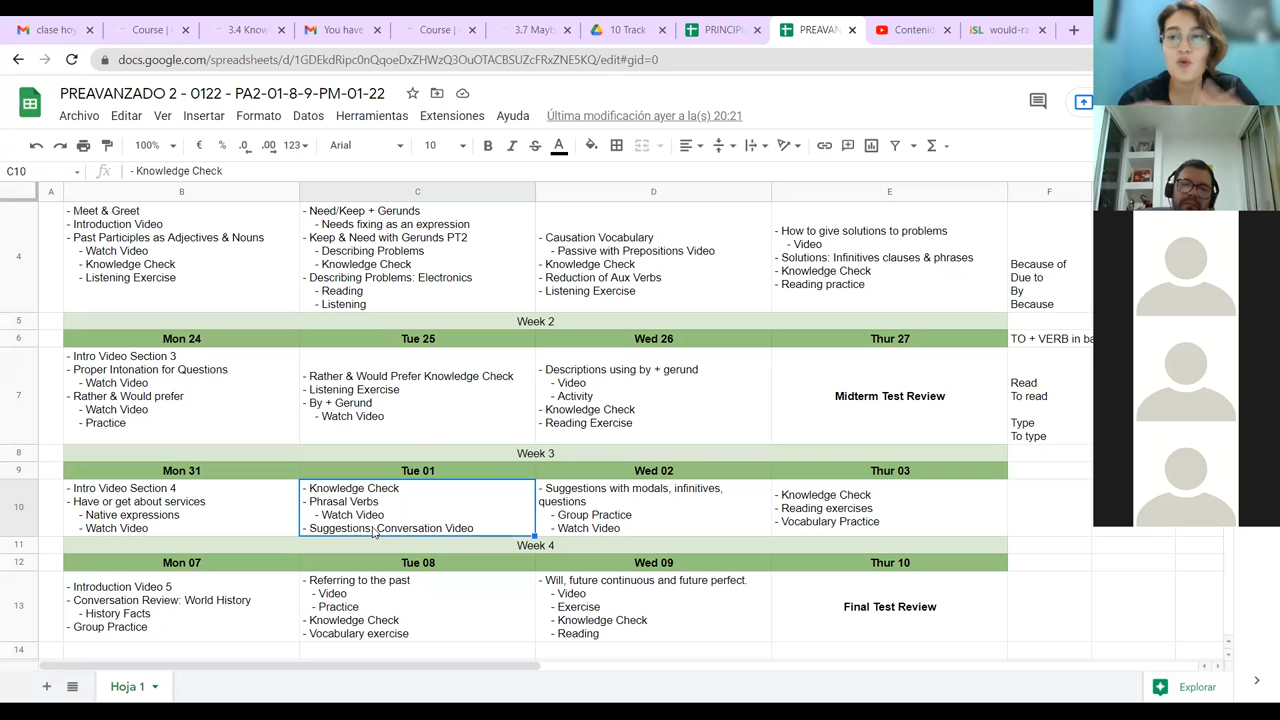 clase ho
Course |
3.4 Know
You have
Course |
3.7 Mayb
10 Track
PRINCIP
PREAVAN
Contenid
would-ra
docs.google.com/spreadsheets/d/1GDEkdRipc0nQqoeDxZHWzQ3OuOTACBSUZcFRxZNE5KQ/edit#gid=0
PREAVANZADO 2 - 0122 - PA2-01-8-9-PM-01-22
Archivo Editar Ver Insertar Formato Datos Herramientas Extensiones Ayuda Última modificación ayer a la(s) 20:21
100% € % .0 .00 123 Arial 10 B I S A
C10 fx - Knowledge Check
A B C D E F
4
- Meet & Greet
- Introduction Video
- Past Participles as Adjectives & Nouns
- Watch Video
- Knowledge Check
- Listening Exercise
- Need/Keep + Gerunds
- Needs fixing as an expression
- Keep & Need with Gerunds PT2
- Describing Problems
- Knowledge Check
- Describing Problems: Electronics
- Reading
- Listening
- Causation Vocabulary
- Passive with Prepositions Video
- Knowledge Check
- Reduction of Aux Verbs
- Listening Exercise
- How to give solutions to problems
- Video
- Solutions: Infinitives clauses & phrases
- Knowledge Check
- Reading practice
Because of
Due to
By
Because
5 Week 2
6 Mon 24 Tue 25 Wed 26 Thur 27 TO + VERB in ba
7
- Intro Video Section 3
- Proper Intonation for Questions
- Watch Video
- Rather & Would prefer
- Watch Video
- Practice
- Rather & Would Prefer Knowledge Check
- Listening Exercise
- By + Gerund
- Watch Video
- Descriptions using by + gerund
- Video
- Activity
- Knowledge Check
- Reading Exercise
Midterm Test Review
Read
To read
Type
To type
8 Week 3
9 Mon 31 Tue 01 Wed 02 Thur 03
10
- Intro Video Section 4
- Have or get about services
- Native expressions
- Watch Video
- Knowledge Check
- Phrasal Verbs
- Watch Video
- Suggestions: Conversation Video
- Suggestions with modals, infinitives,
questions
- Group Practice
- Watch Video
- Knowledge Check
- Reading exercises
- Vocabulary Practice
11 Week 4
12 Mon 07 Tue 08 Wed 09 Thur 10
13
- Introduction Video 5
- Conversation Review: World History
- History Facts
- Group Practice
- Referring to the past
- Video
- Practice
- Knowledge Check
- Vocabulary exercise
- Will, future continuous and future perfect.
- Video
- Exercise
- Knowledge Check
- Reading
Final Test Review
14
Hoja 1
Explorar